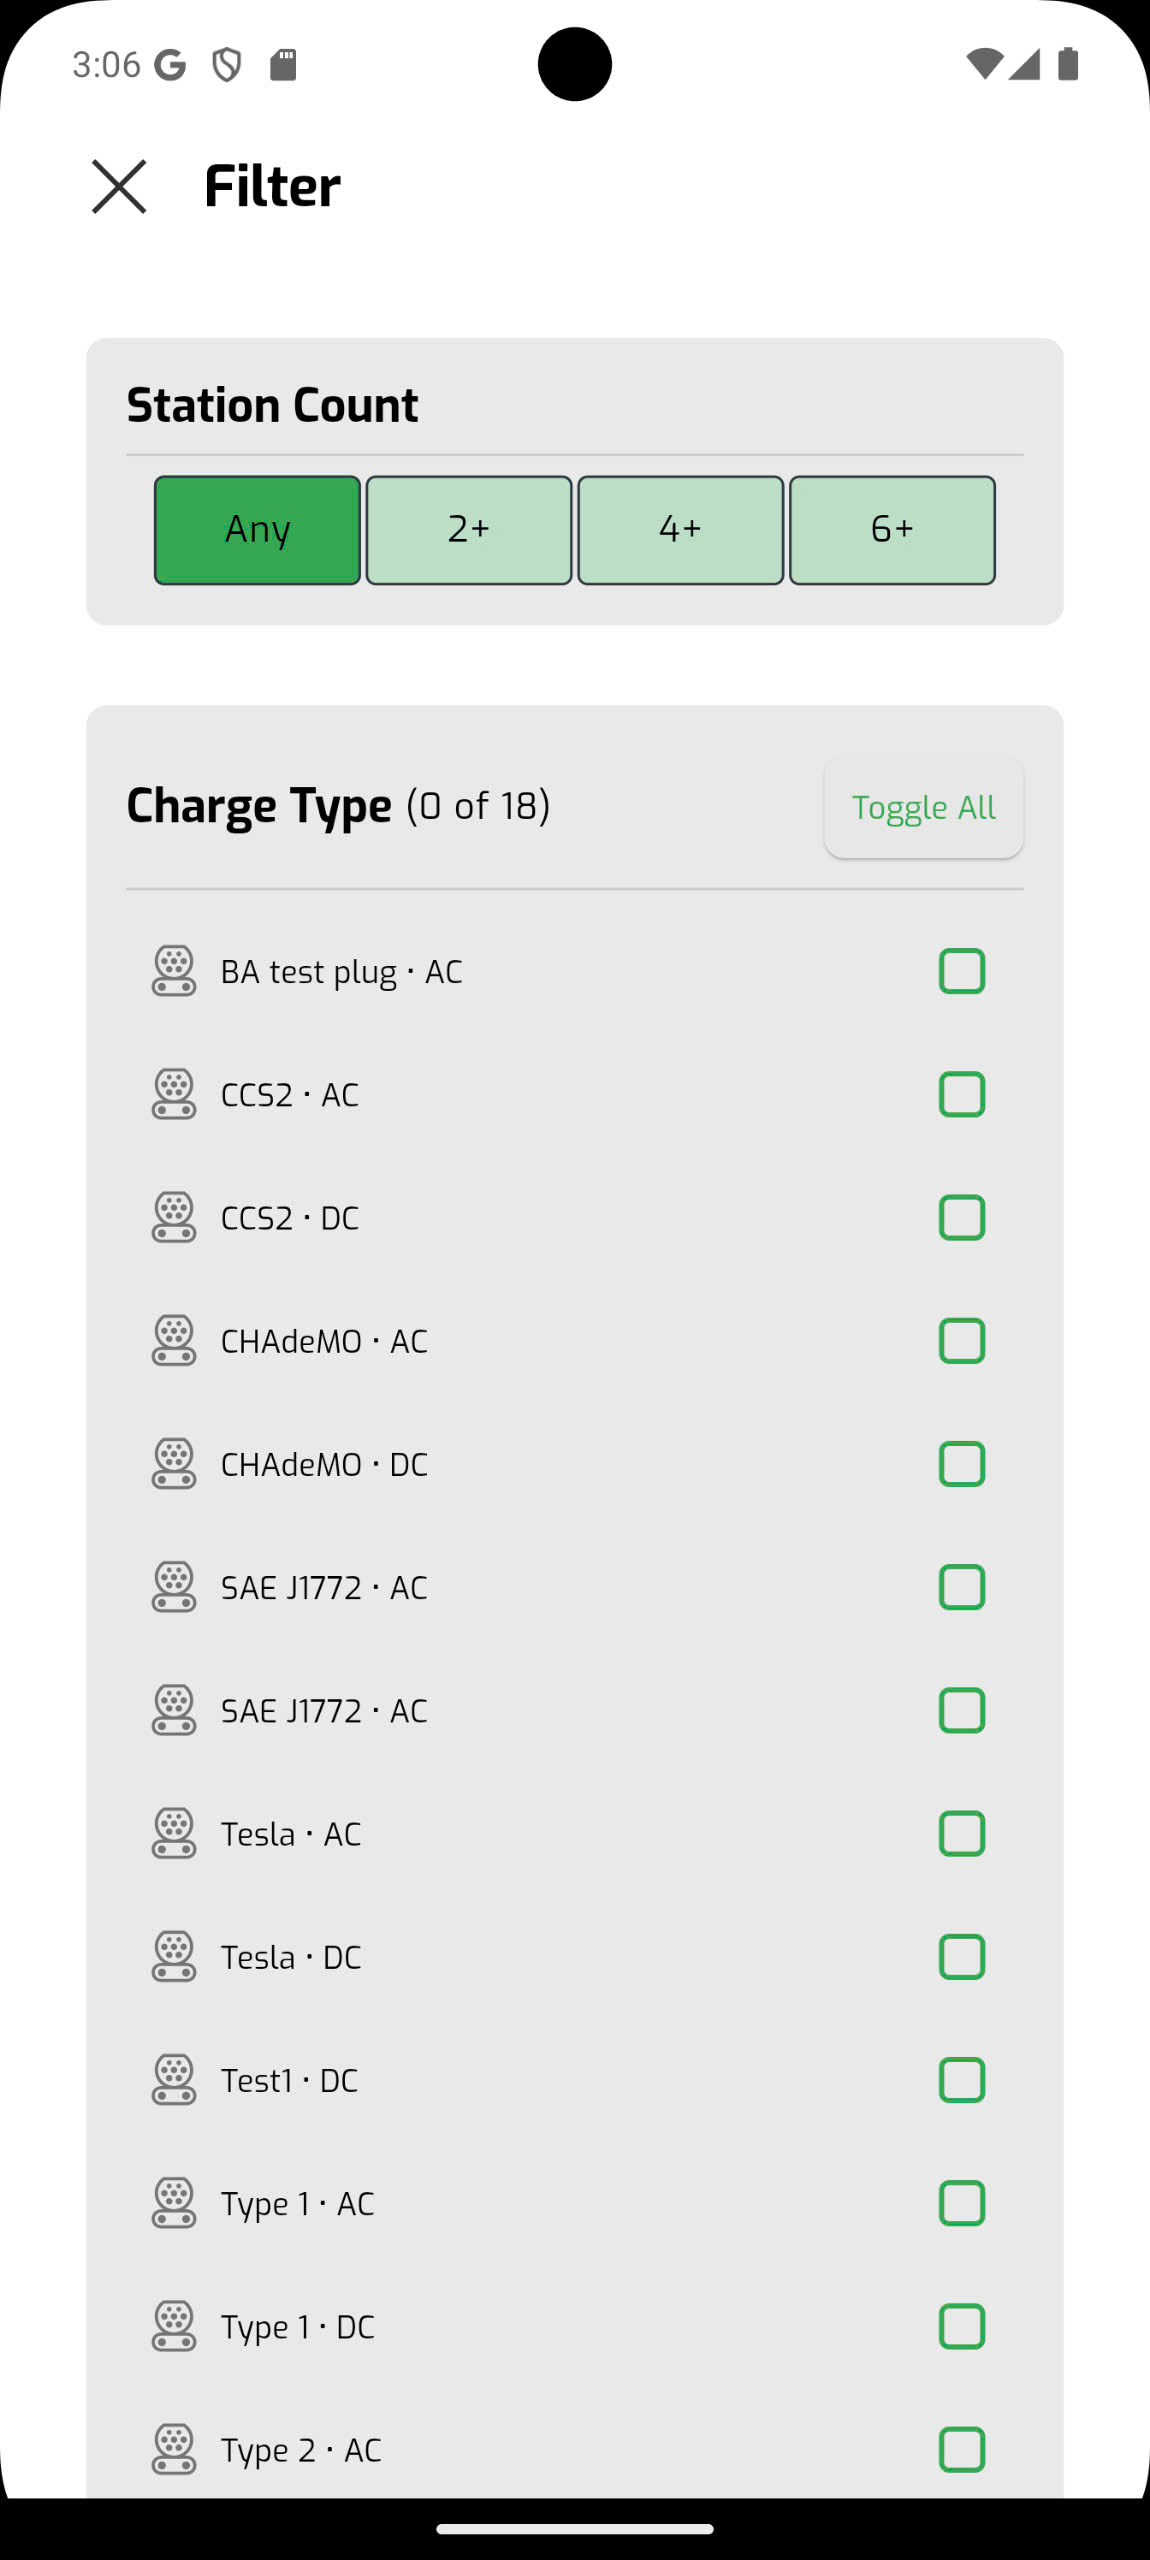 3:06
Filter
Station Count
Any 2+ 4+ 6+
Charge Type (0 of 18) Toggle All
BA test plug · AC
CCS2 · AC
CCS2 · DC
CHAdeMO · AC
CHAdeMO · DC
SAE J1772 · AC
SAE J1772 · AC
Tesla · AC
Tesla · DC
Test1 · DC
Type 1 · AC
Type 1 · DC
Type 2 · AC